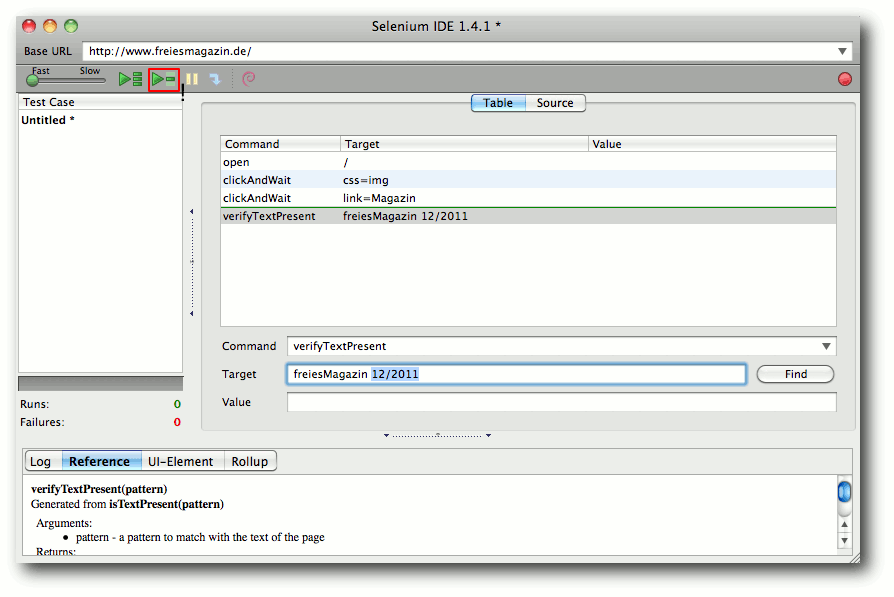 Selenium IDE 1.4.1 *
Base URL http://www.freiesmagazin.de/
Fast Slow
!
Test Case
Untitled *
Table Source
Command Target Value
open /
clickAndWait css=img
clickAndWait link=Magazin
verifyTextPresent freiesMagazin 12/2011
Command verifyTextPresent
Target freiesMagazin 12/2011 Find
Value
Runs: 0
Failures: 0
Log Reference UI-Element Rollup
verifyTextPresent(pattern)
Generated from isTextPresent(pattern)
Arguments:
• pattern - a pattern to match with the text of the page
Returns: